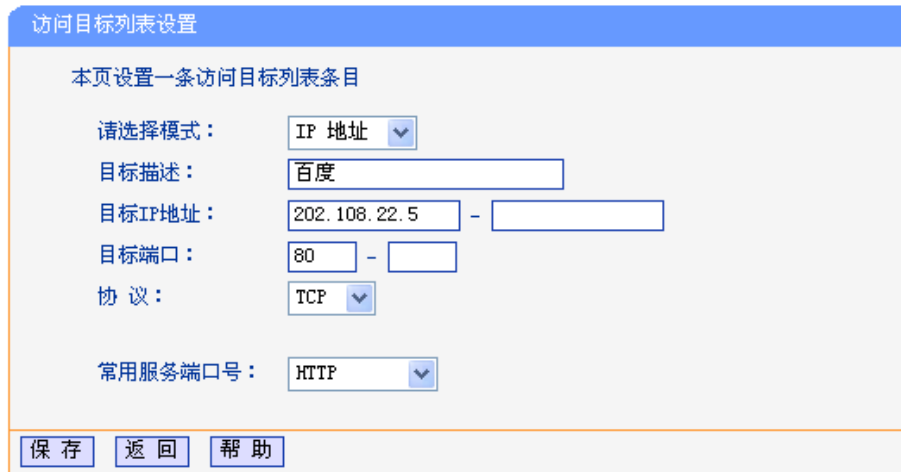 访问目标列表设置
本页设置一条访问目标列表条目
请选择模式： IP 地址
目标描述： 百度
目标IP地址： 202.108.22.5 -
目标端口： 80 -
协 议： TCP
常用服务端口号： HTTP
保 存 返 回 帮 助